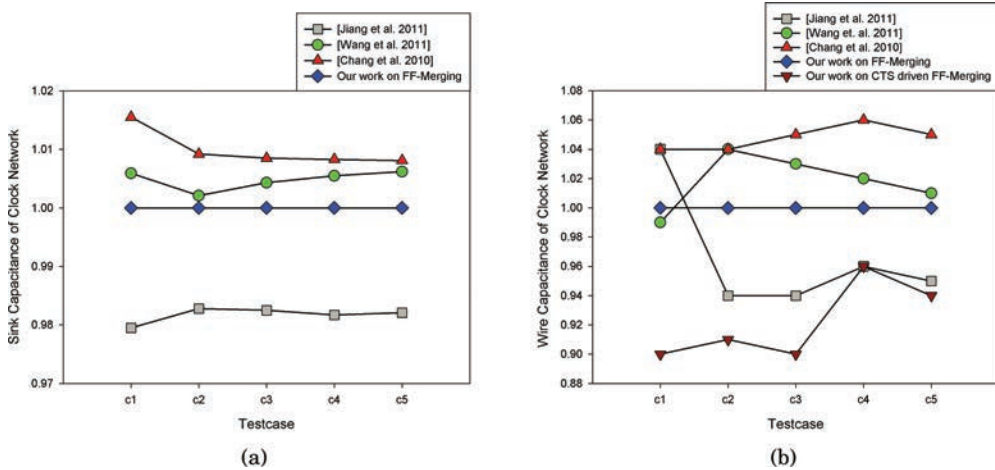 [Jiang et al. 2011]
[Wang et al. 2011]
[Chang et al. 2010]
Our work on FF-Merging
1.02
1.01
1.00
0.99
0.98
0.97
Sink Capacitance of Clock Network
c1 c2 c3 c4 c5
Testcase
(a)
[Jiang et al. 2011]
[Wang et. al. 2011]
[Chang et al. 2010]
Our work on FF-Merging
Our work on CTS driven FF-Merging
1.08
1.06
1.04
1.02
1.00
0.98
0.96
0.94
0.92
0.90
0.88
Wire Capacitance of Clock Network
c1 c2 c3 c4 c5
Testcase
(b)